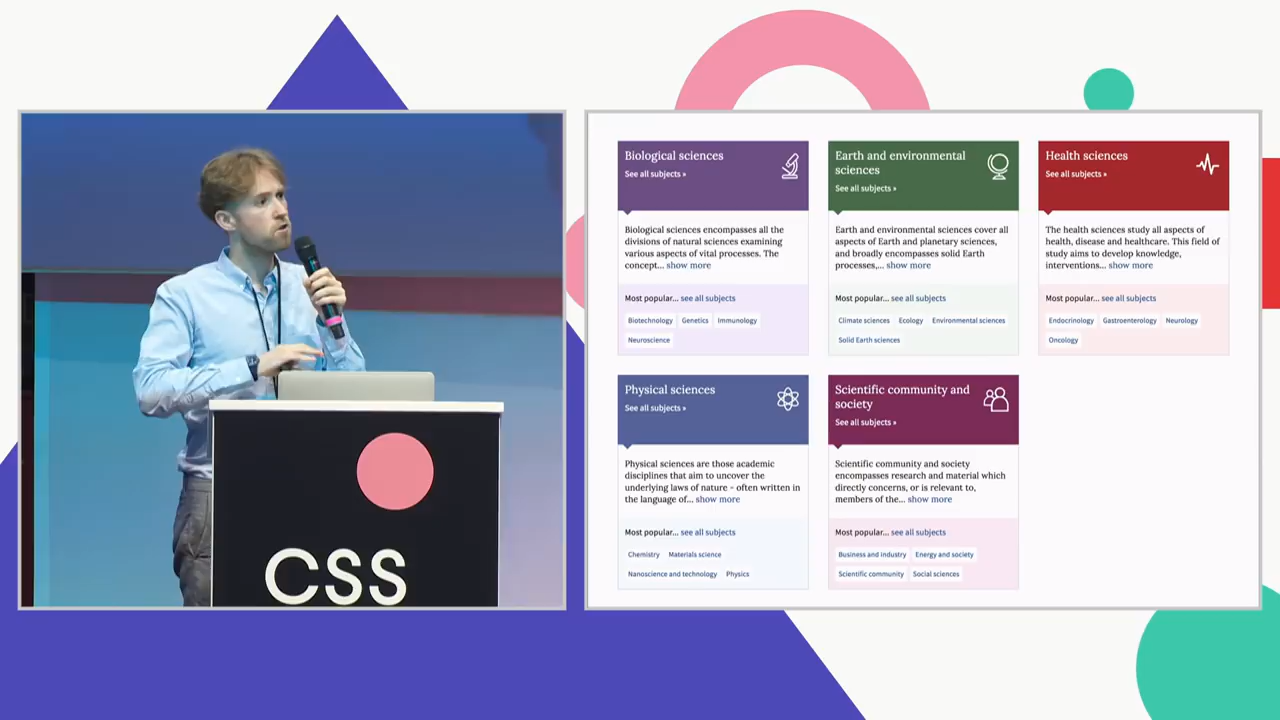 CSS
Biological sciences
See all subjects »
Biological sciences encompasses all the
divisions of natural sciences examining
various aspects of vital processes. The
concept... show more
Most popular... see all subjects
Biotechnology Genetics Immunology
Neuroscience
Earth and environmental
sciences
See all subjects »
Earth and environmental sciences cover all
aspects of Earth and planetary sciences,
and broadly encompasses solid Earth
processes,... show more
Most popular... see all subjects
Climate sciences Ecology Environmental sciences
Solid Earth sciences
Health sciences
See all subjects »
The health sciences study all aspects of
health, disease and healthcare. This field of
study aims to develop knowledge,
interventions... show more
Most popular... see all subjects
Endocrinology Gastroenterology Neurology
Oncology
Physical sciences
See all subjects »
Physical sciences are those academic
disciplines that aim to uncover the
underlying laws of nature - often written in
the language of... show more
Most popular... see all subjects
Chemistry Materials science
Nanoscience and technology Physics
Scientific community and
society
See all subjects »
Scientific community and society
encompasses research and material which
directly concerns, or is relevant to,
members of the... show more
Most popular... see all subjects
Business and industry Energy and society
Scientific community Social sciences